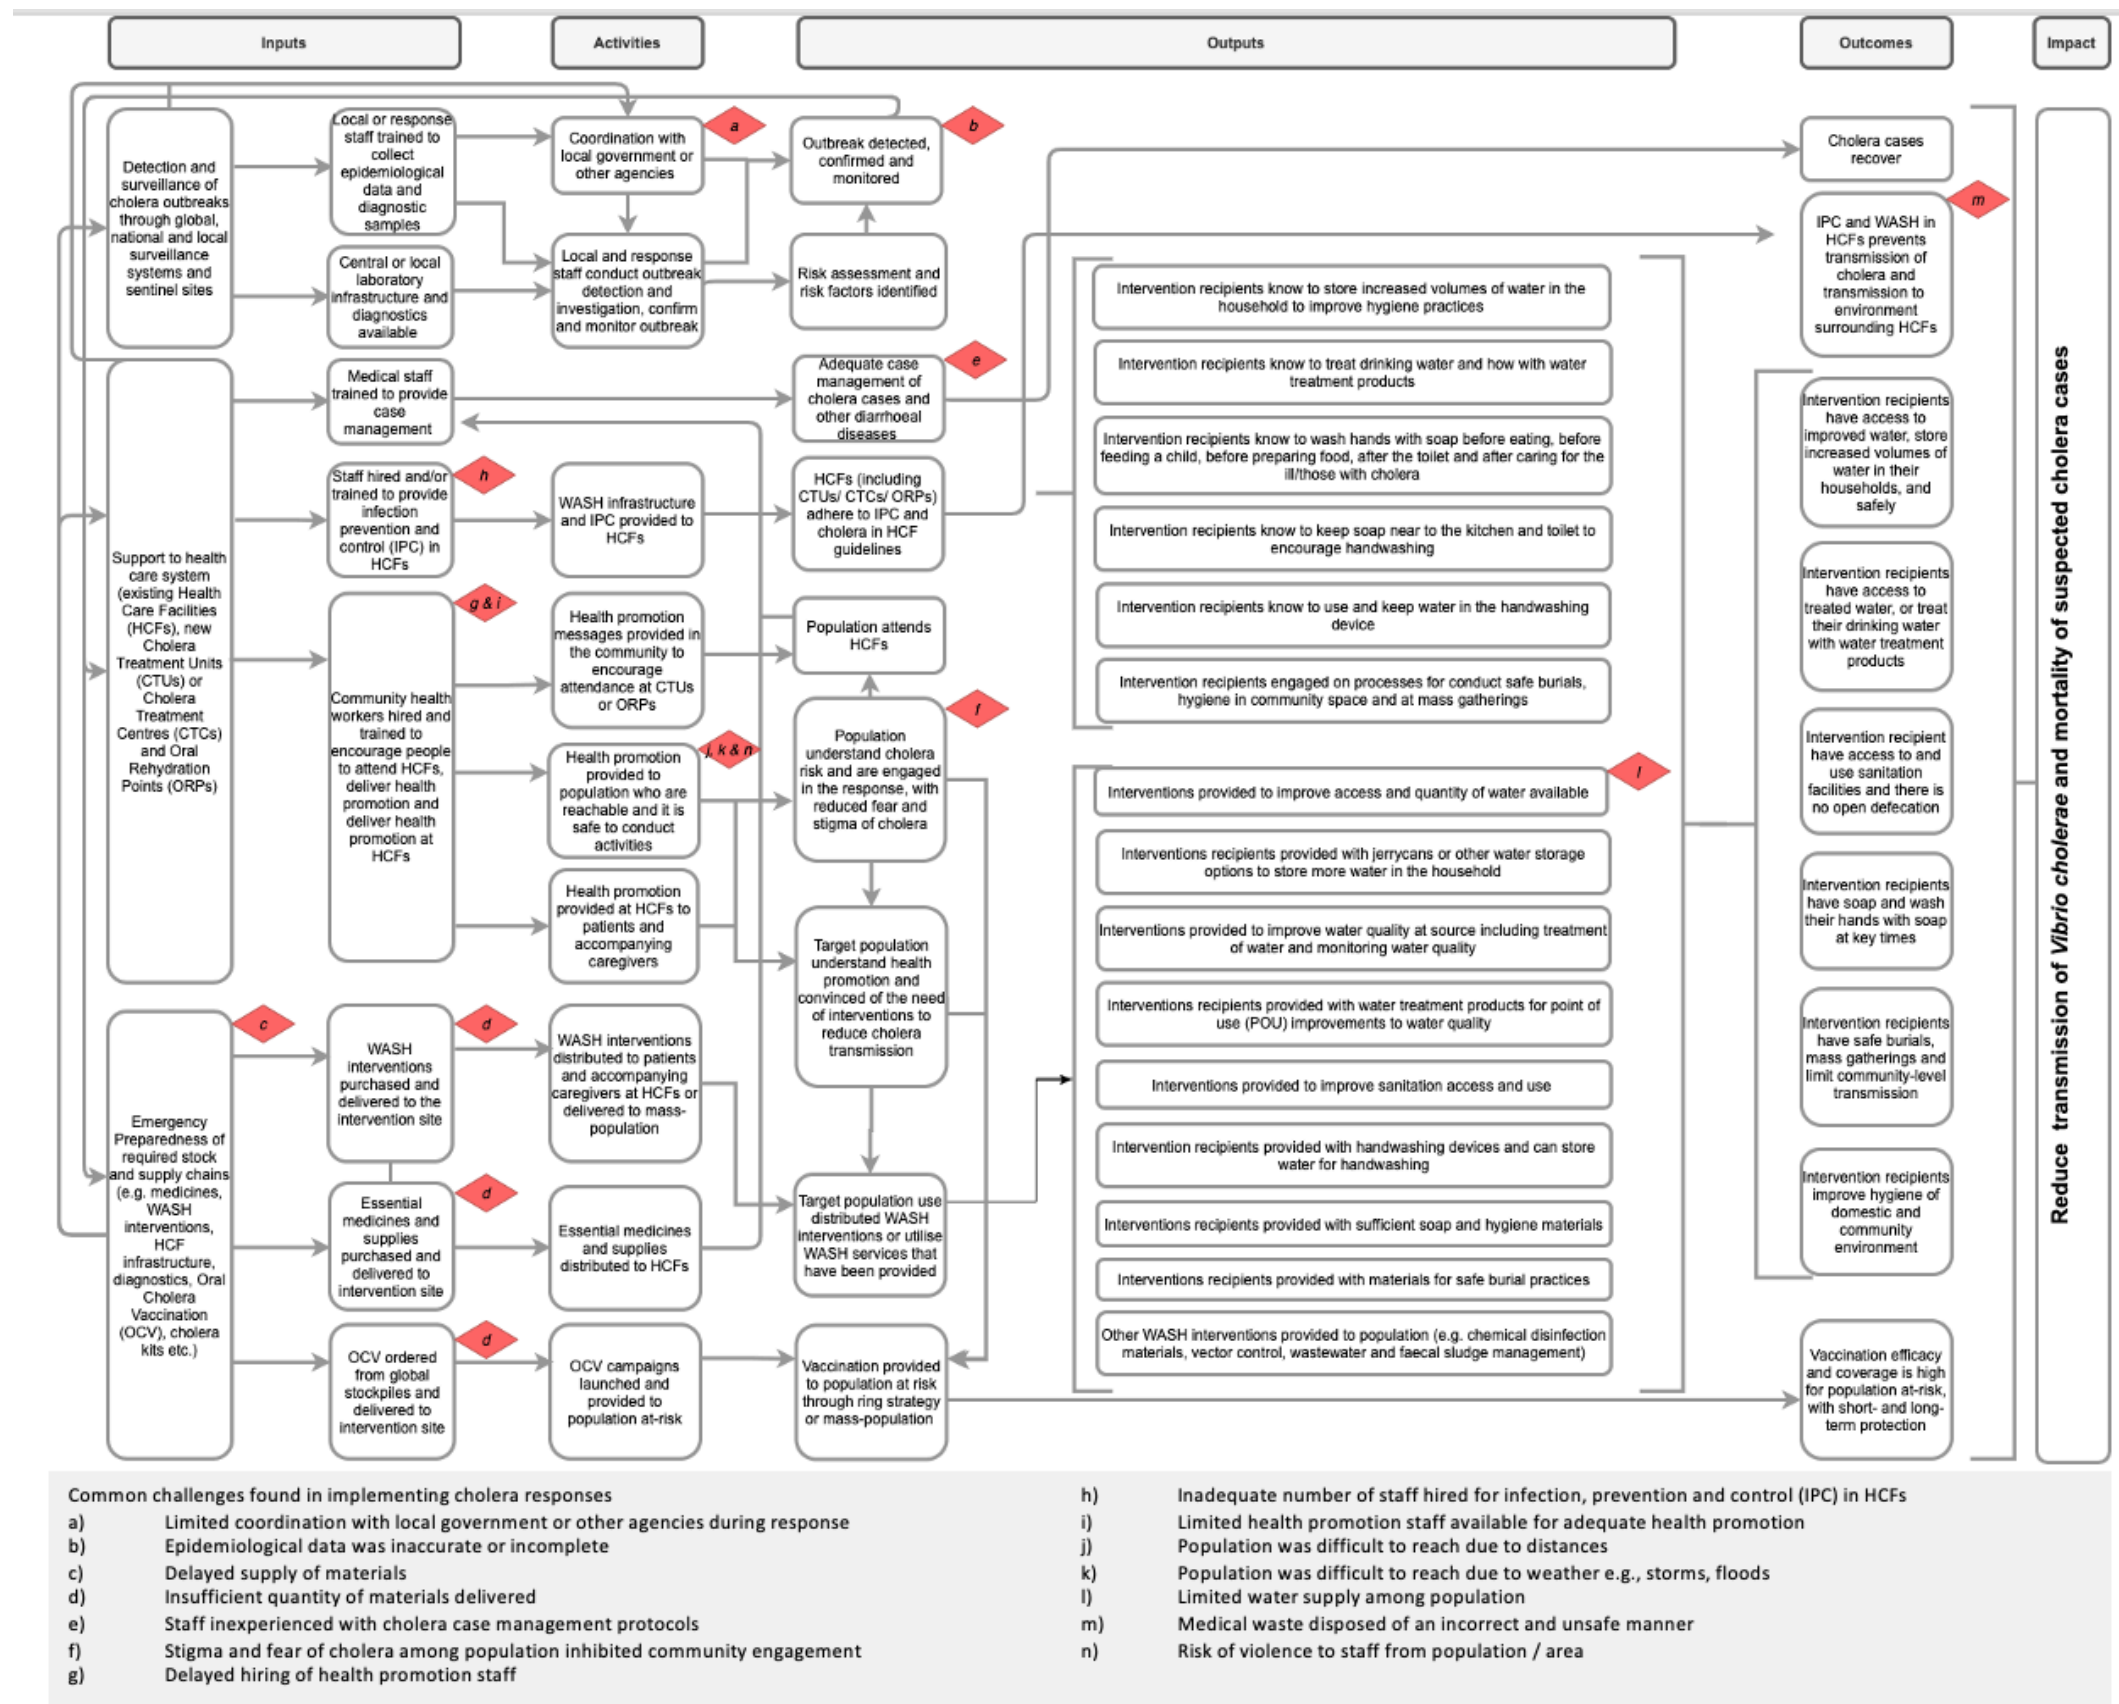 Inputs
Activities
Outputs
Outcomes
Impact
Detection and
surveillance of
cholera outbreaks
through global,
national and local
surveillance
systems and
sentinel sites
Local or response
staff trained to
collect
epidemiological
data and
diagnostic
samples
Central or local
laboratory
infrastructure and
diagnostics
available
Coordination with
local government or
other agencies
a
Local and response
staff conduct outbreak
detection and
investigation, confirm
and monitor outbreak
Outbreak detected,
confirmed and
monitored
b
Risk assessment and
risk factors identified
Support to health
care system
(existing Health
Care Facilities
(HCFs), new
Cholera
Treatment Units
(CTUs) or
Cholera
Treatment
Centres (CTCs)
and Oral
Rehydration
Points (ORPs)
Medical staff
trained to provide
case
management
Adequate case
management of
cholera cases and
other diarrhoeal
diseases
e
Staff hired and/or
trained to provide
infection
prevention and
control (IPC) in
HCFs
h
WASH infrastructure
and IPC provided to
HCFs
HCFs (including
CTUs/ CTCs/ ORPs)
adhere to IPC and
cholera in HCF
guidelines
Community health
workers hired and
trained to
encourage people
to attend HCFs,
deliver health
promotion and
deliver health
promotion at
HCFs
g & i
Health promotion
messages provided in
the community to
encourage
attendance at CTUs
or ORPs
Population attends
HCFs
Health promotion
provided to
population who are
reachable and it is
safe to conduct
activities
j, k & n
Population
understand cholera
risk and are engaged
in the response, with
reduced fear and
stigma of cholera
f
Health promotion
provided at HCFs to
patients and
accompanying
caregivers
Target population
understand health
promotion and
convinced of the need
of interventions to
reduce cholera
transmission
Emergency
Preparedness of
required stock
and supply chains
(e.g. medicines,
WASH
interventions,
HCF
infrastructure,
diagnostics, Oral
Cholera
Vaccination
(OCV), cholera
kits etc.)
c
WASH
interventions
purchased and
delivered to the
intervention site
d
WASH interventions
distributed to patients
and accompanying
caregivers at HCFs or
delivered to mass-
population
Essential
medicines and
supplies
purchased and
delivered to
intervention site
d
Essential medicines
and supplies
distributed to HCFs
Target population use
distributed WASH
interventions or utilise
WASH services that
have been provided
OCV ordered
from global
stockpiles and
delivered to
intervention site
d
OCV campaigns
launched and
provided to
population at-risk
Vaccination provided
to population at risk
through ring strategy
or mass-population
Intervention recipients know to store increased volumes of water in the
household to improve hygiene practices
Intervention recipients know to treat drinking water and how with water
treatment products
Intervention recipients know to wash hands with soap before eating, before
feeding a child, before preparing food, after the toilet and after caring for the
ill/those with cholera
Intervention recipients know to keep soap near to the kitchen and toilet to
encourage handwashing
Intervention recipients know to use and keep water in the handwashing
device
Intervention recipients engaged on processes for conduct safe burials,
hygiene in community space and at mass gatherings
Interventions provided to improve access and quantity of water available
l
Interventions recipients provided with jerrycans or other water storage
options to store more water in the household
Interventions provided to improve water quality at source including treatment
of water and monitoring water quality
Interventions recipients provided with water treatment products for point of
use (POU) improvements to water quality
Interventions provided to improve sanitation access and use
Intervention recipients provided with handwashing devices and can store
water for handwashing
Interventions recipients provided with sufficient soap and hygiene materials
Interventions recipients provided with materials for safe burial practices
Other WASH interventions provided to population (e.g. chemical disinfection
materials, vector control, wastewater and faecal sludge management)
Cholera cases
recover
IPC and WASH in
HCFs prevents
transmission of
cholera and
transmission to
environment
surrounding HCFs
m
Intervention recipients
have access to
improved water, store
increased volumes of
water in their
households, and
safely
Intervention recipients
have access to
treated water, or treat
their drinking water
with water treatment
products
Intervention recipient
have access to and
use sanitation
facilities and there is
no open defecation
Intervention recipients
have soap and wash
their hands with soap
at key times
Intervention recipients
have safe burials,
mass gatherings and
limit community-level
transmission
Intervention recipients
improve hygiene of
domestic and
community
environment
Vaccination efficacy
and coverage is high
for population at-risk,
with short- and long-
term protection
Reduce transmission of Vibrio cholerae and mortality of suspected cholera cases
Common challenges found in implementing cholera responses
a) Limited coordination with local government or other agencies during response
b) Epidemiological data was inaccurate or incomplete
c) Delayed supply of materials
d) Insufficient quantity of materials delivered
e) Staff inexperienced with cholera case management protocols
f) Stigma and fear of cholera among population inhibited community engagement
g) Delayed hiring of health promotion staff
h) Inadequate number of staff hired for infection, prevention and control (IPC) in HCFs
i) Limited health promotion staff available for adequate health promotion
j) Population was difficult to reach due to distances
k) Population was difficult to reach due to weather e.g., storms, floods
l) Limited water supply among population
m) Medical waste disposed of an incorrect and unsafe manner
n) Risk of violence to staff from population / area